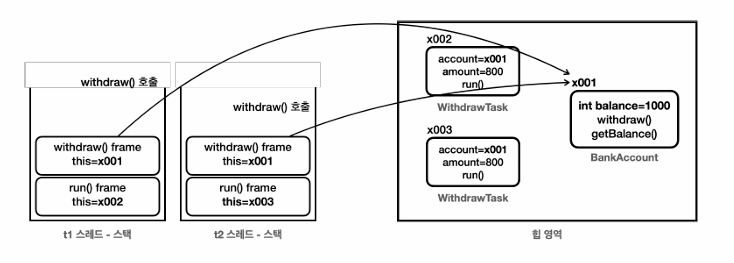 withdraw() 호출
withdraw() frame
this=x001
run() frame
this=x002
t1 스레드 - 스택
withdraw() 호출
withdraw() frame
this=x001
run() frame
this=x003
t2 스레드 - 스택
x002
account=x001
amount=800
run()
WithdrawTask
x003
account=x001
amount=800
run()
WithdrawTask
x001
int balance=1000
withdraw()
getBalance()
BankAccount
힙 영역